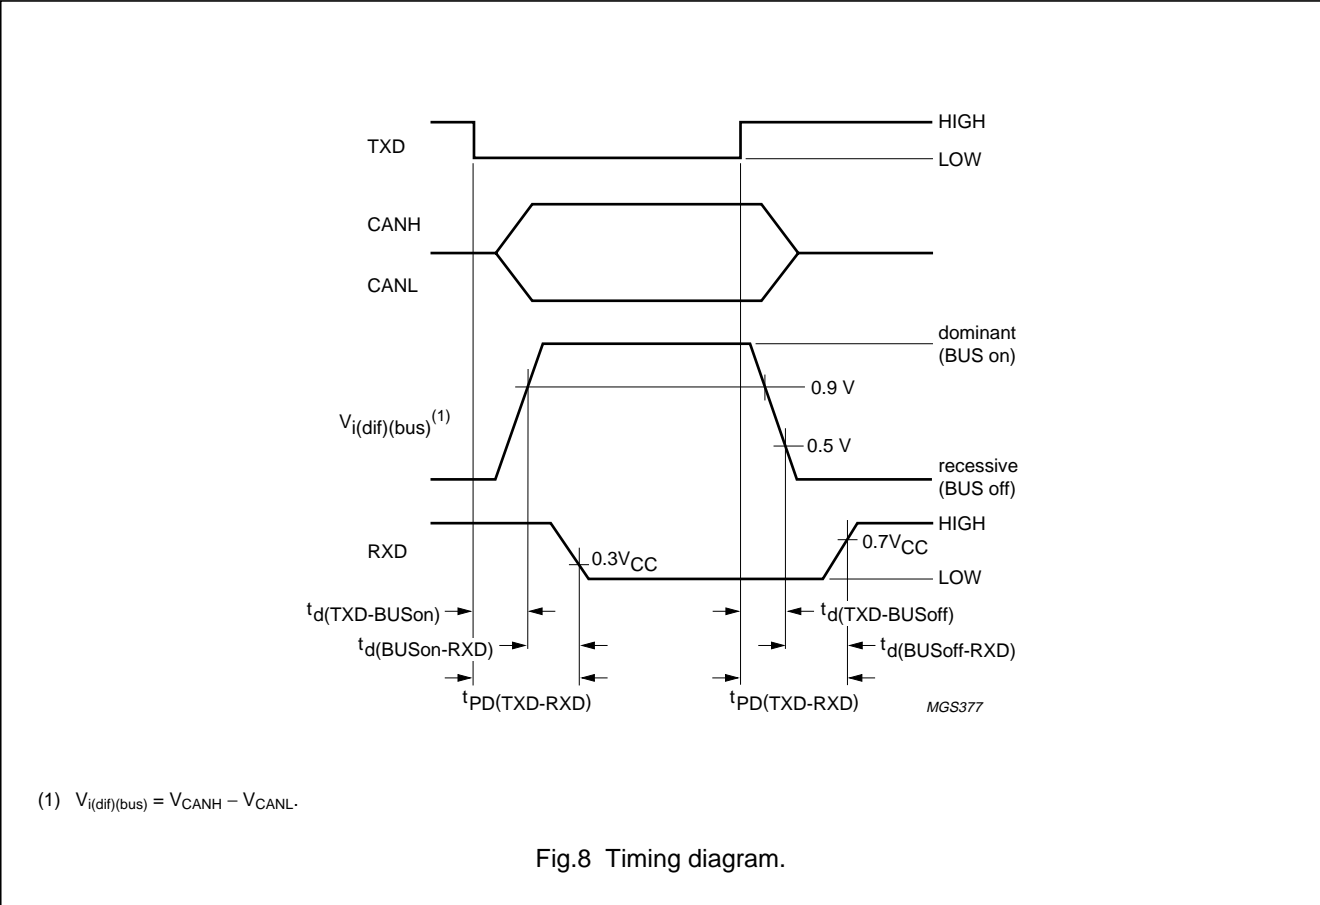 TXD
HIGH
LOW
CANH
CANL
dominant
(BUS on)
0.9 V
Vi(dif)(bus)(1)
0.5 V
recessive
(BUS off)
HIGH
RXD
0.3VCC
0.7VCC
LOW
td(TXD-BUSon)
td(TXD-BUSoff)
td(BUSon-RXD)
td(BUSoff-RXD)
tPD(TXD-RXD)
tPD(TXD-RXD)
MGS377
(1) Vi(dif)(bus) = VCANH − VCANL.
Fig.8 Timing diagram.